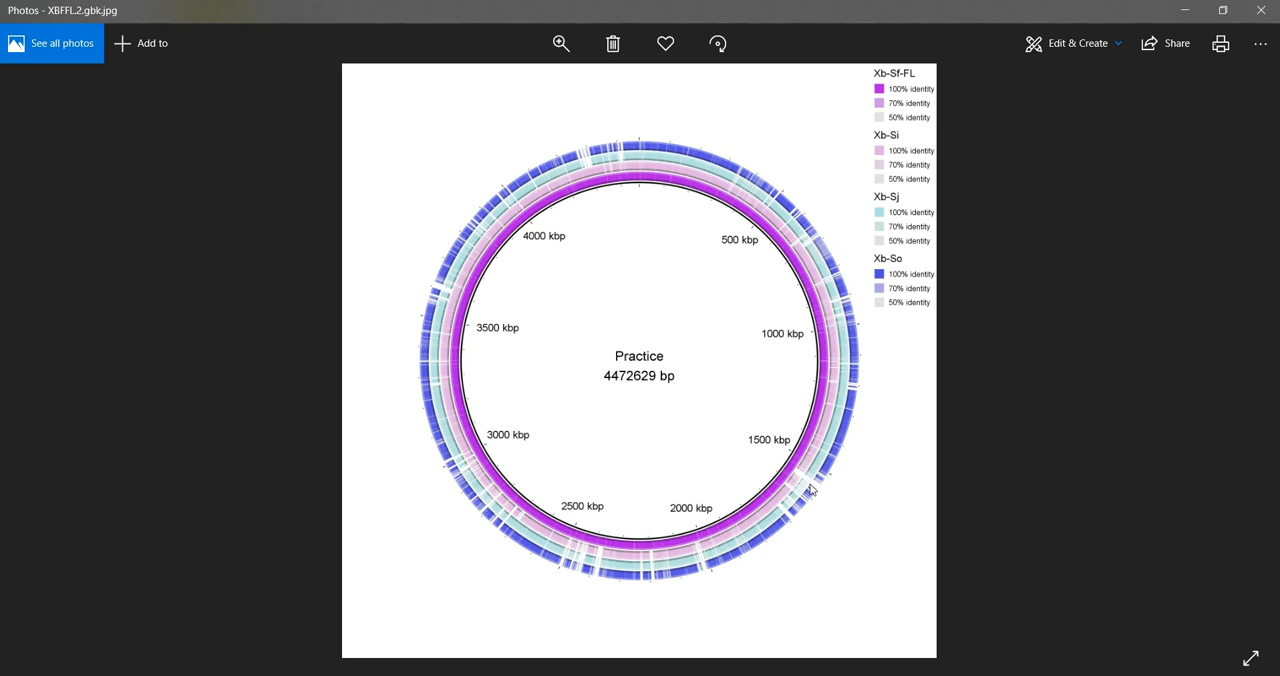 Photos - XBFFL.2.gbk.jpg
See all photos
Add to
Edit & Create
Share
Xb-Sf-FL
100% identity
70% identity
50% identity
Xb-Si
100% identity
70% identity
50% identity
Xb-Sj
100% identity
70% identity
50% identity
Xb-So
100% identity
70% identity
50% identity
4000 kbp
500 kbp
3500 kbp
1000 kbp
Practice
4472629 bp
3000 kbp
1500 kbp
2500 kbp
2000 kbp